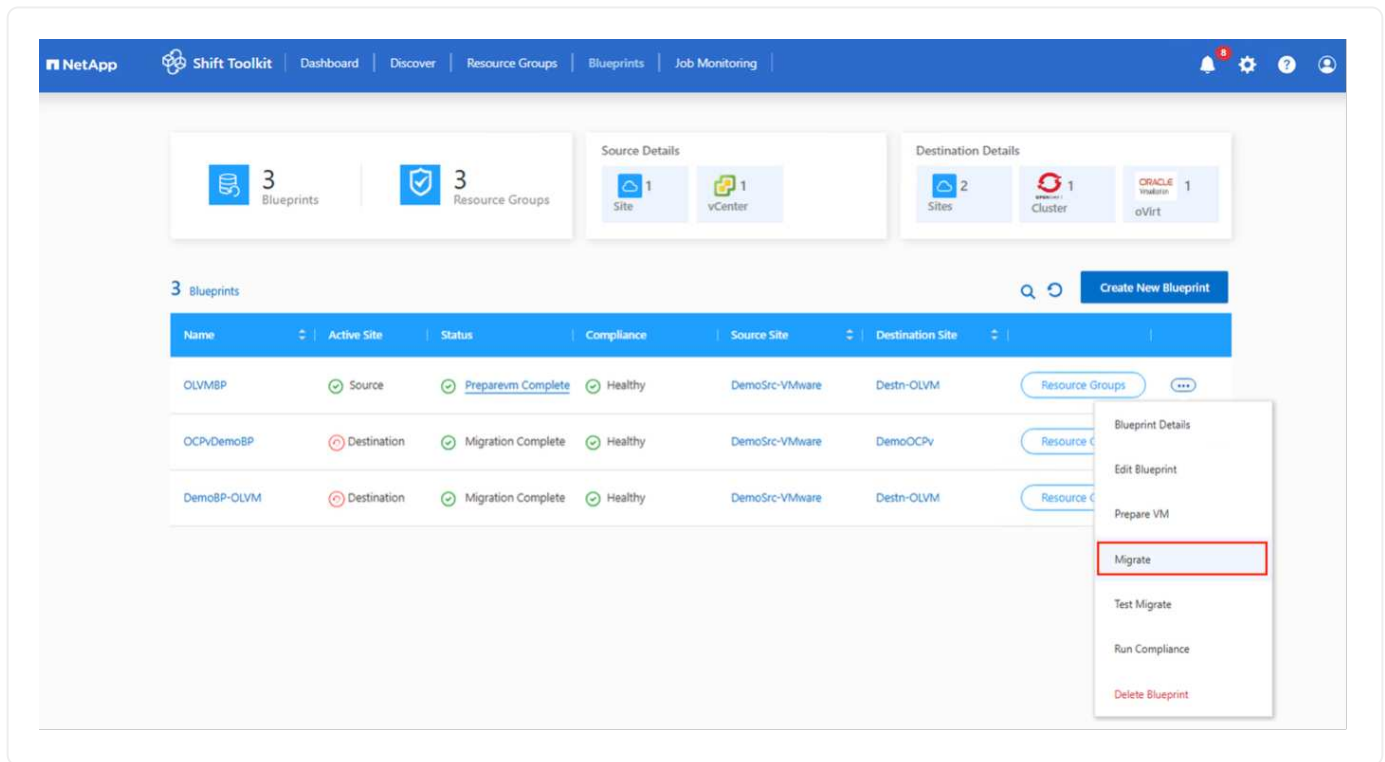 NetApp Shift Toolkit Dashboard Discover Resource Groups Blueprints Job Monitoring 8 ?
3 Blueprints
3 Resource Groups
Source Details
1 Site
1 vCenter
Destination Details
2 Sites
1 Cluster
ORACLE
Virtualization
1 oVirt
3 Blueprints
Create New Blueprint
Name Active Site Status Compliance Source Site Destination Site
OLVMBP Source Preparevm Complete Healthy DemoSrc-VMware Destn-OLVM Resource Groups ...
OCPvDemoBP Destination Migration Complete Healthy DemoSrc-VMware DemoOCPv Resource G
DemoBP-OLVM Destination Migration Complete Healthy DemoSrc-VMware Destn-OLVM Resource G
Blueprint Details
Edit Blueprint
Prepare VM
Migrate
Test Migrate
Run Compliance
Delete Blueprint